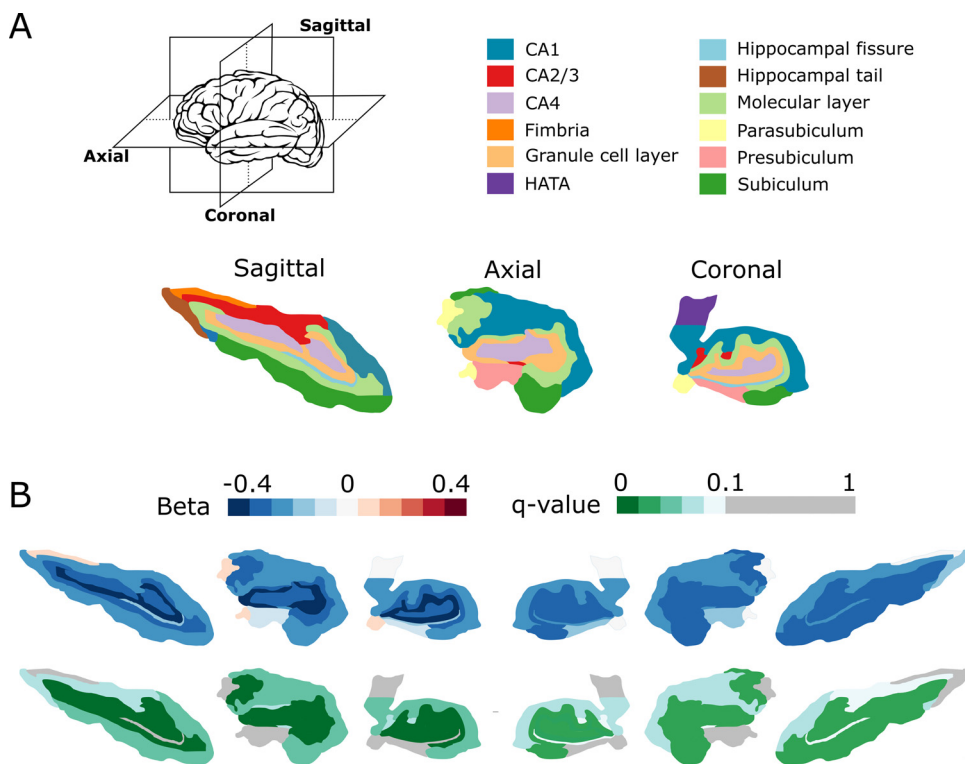 A
Sagittal
Axial
Coronal
CA1
CA2/3
CA4
Fimbria
Granule cell layer
HATA
Hippocampal fissure
Hippocampal tail
Molecular layer
Parasubiculum
Presubiculum
Subiculum
Sagittal
Axial
Coronal
B
Beta
-0.4 0 0.4
q-value
0 0.1 1